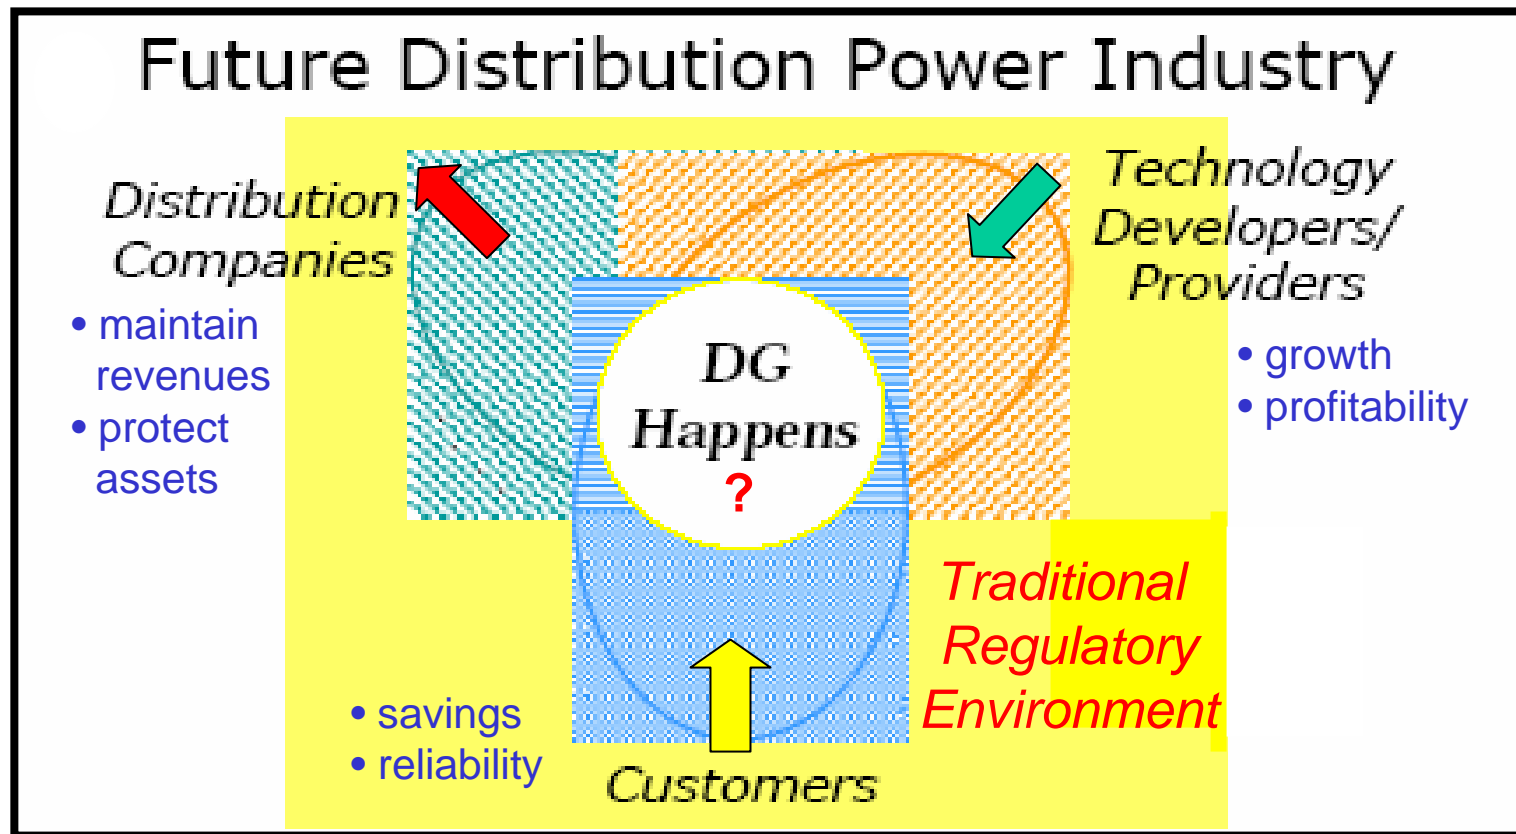 Future Distribution Power Industry
Distribution
Companies
• maintain
revenues
• protect
assets
Technology
Developers/
Providers
• growth
• profitability
DG
Happens
?
Traditional
Regulatory
Environment
• savings
• reliability
Customers